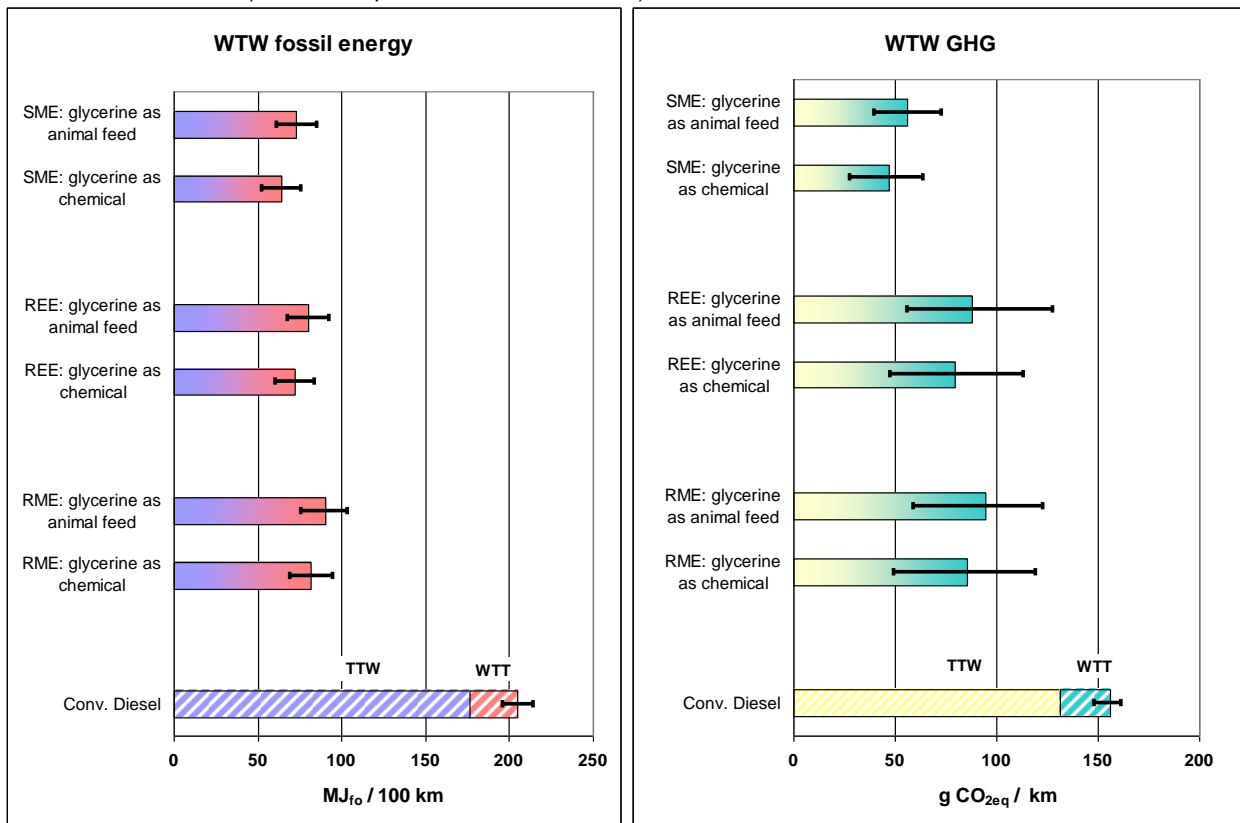 WTW fossil energy
SME: glycerine as
animal feed
SME: glycerine as
chemical
REE: glycerine as
animal feed
REE: glycerine as
chemical
RME: glycerine as
animal feed
RME: glycerine as
chemical
Conv. Diesel
TTW
WTT
0 50 100 150 200 250
MJfo / 100 km
WTW GHG
SME: glycerine
as animal feed
SME: glycerine
as chemical
REE: glycerine
as animal feed
REE: glycerine
as chemical
RME: glycerine
as animal feed
RME: glycerine
as chemical
Conv. Diesel
TTW
WTT
0 50 100 150 200
g CO2eq / km